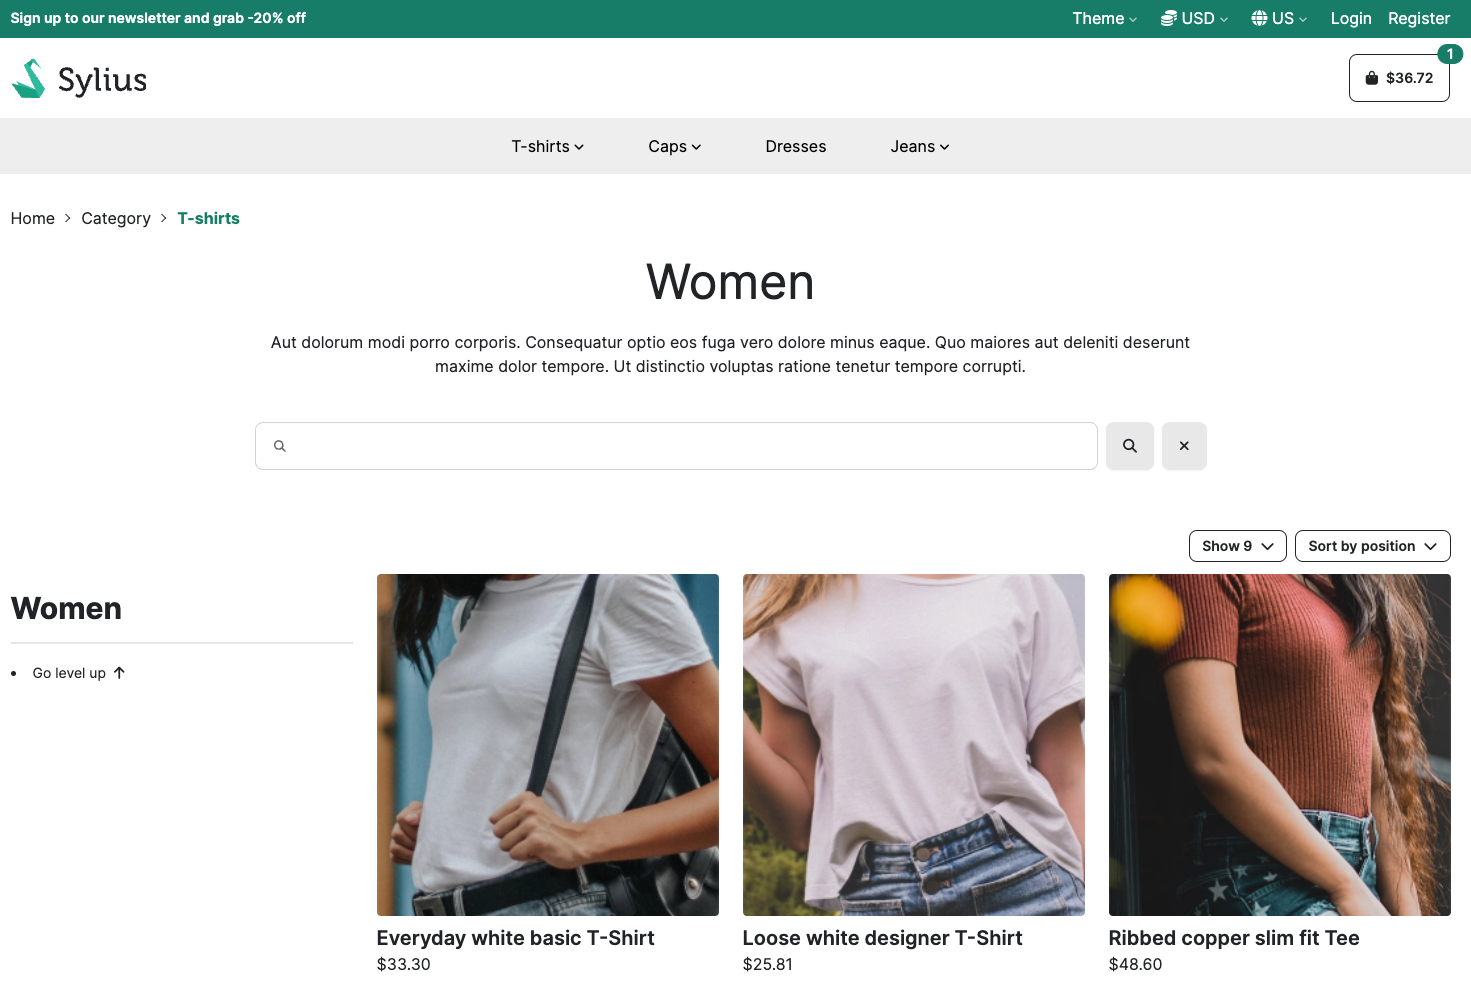 Sign up to our newsletter and grab -20% off
Theme
USD
US
Login
Register
Sylius
1
$36.72
T-shirts
Caps
Dresses
Jeans
Home
Category
T-shirts
Women
Aut dolorum modi porro corporis. Consequatur optio eos fuga vero dolore minus eaque. Quo maiores aut deleniti deserunt
maxime dolor tempore. Ut distinctio voluptas ratione tenetur tempore corrupti.
Show 9
Sort by position
Women
Go level up
Everyday white basic T-Shirt
$33.30
Loose white designer T-Shirt
$25.81
Ribbed copper slim fit Tee
$48.60